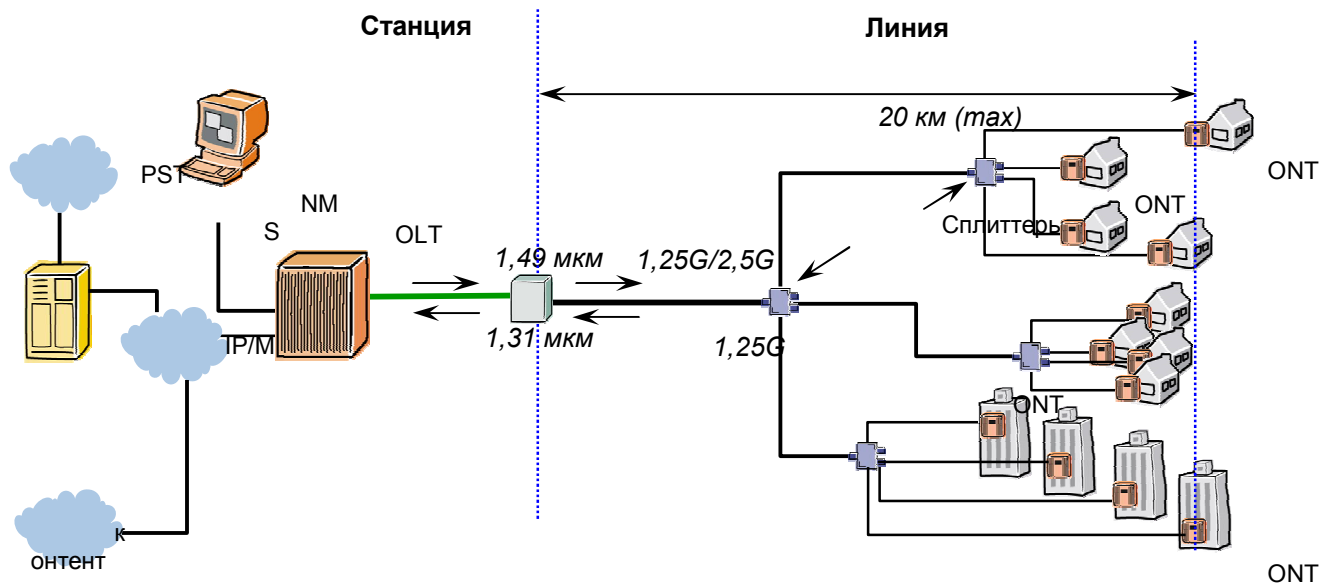 Станция
Линия
20 км (max)
PST
ONT
NM
ONT
S
OLT
Сплиттеры
1,49 мкм
1,25G/2,5G
1,31 мкм
1,25G
IP/M
ONT
к
онтент
ONT